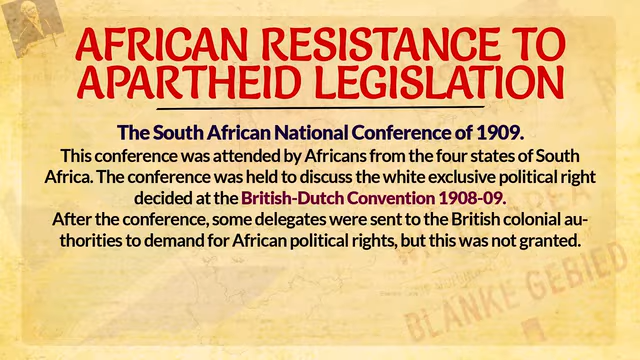 AFRICAN RESISTANCE TO
APARTHEID LEGISLATION
The South African National Conference of 1909.
This conference was attended by Africans from the four states of South
Africa. The conference was held to discuss the white exclusive political right
decided at the British-Dutch Convention 1908-09.
After the conference, some delegates were sent to the British colonial au-
thorities to demand for African political rights, but this was not granted.
BLANKE GEBIED